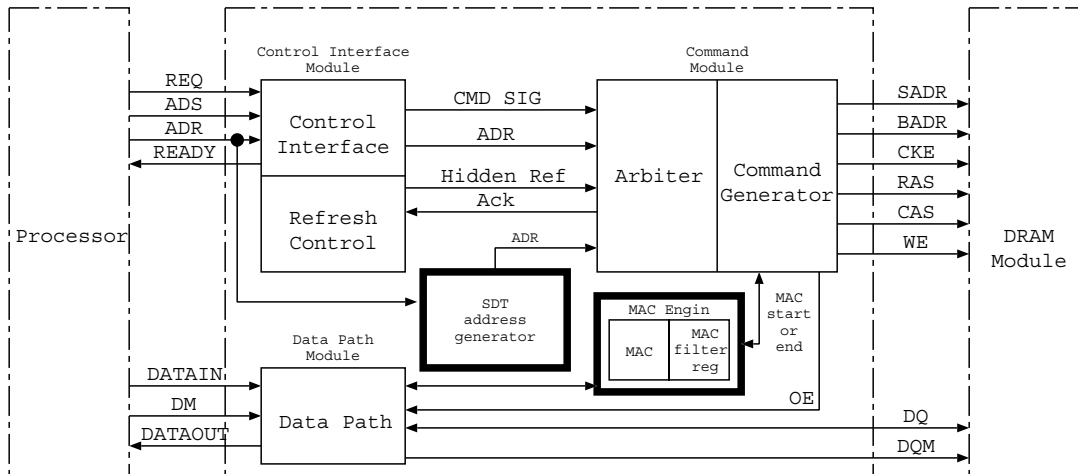 Control Interface
Module
Command
Module
REQ
ADS
ADR
READY
Control
Interface
Refresh
Control
CMD SIG
ADR
Hidden Ref
Ack
ADR
Arbiter
Command
Generator
SADR
BADR
CKE
RAS
CAS
WE
Processor
DRAM
Module
SDT
address
generator
MAC Engin
MAC
MAC
filter
reg
MAC
start
or
end
Data Path
Module
DATAIN
DM
DATAOUT
Data Path
OE
DQ
DQM